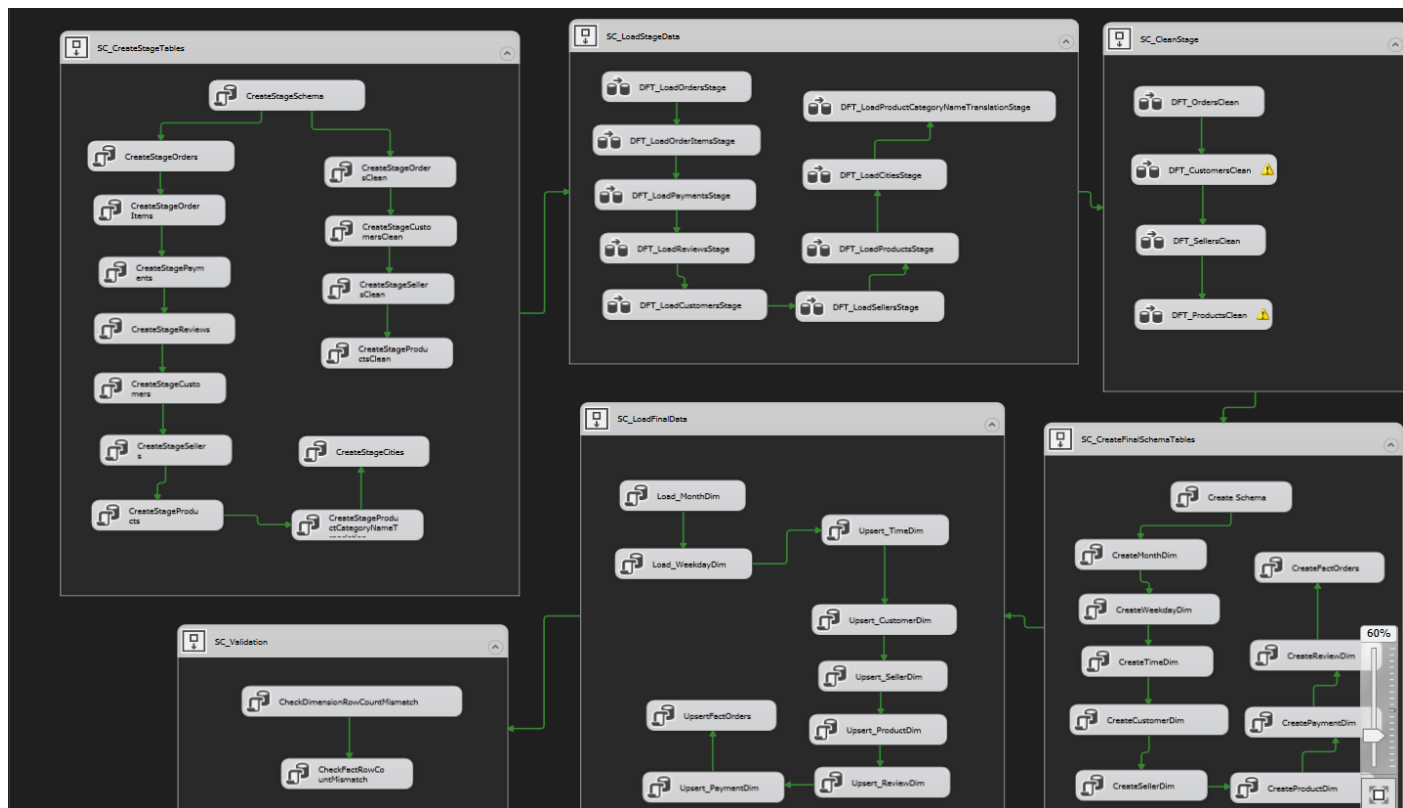 SC_CreateStageTables
CreateStageSchema
CreateStageOrders
CreateStageOrder
Items
CreateStagePaym
ents
CreateStageReviews
CreateStageCusto
mers
CreateStageSeller
s
CreateStageProdu
cts
CreateStageOrder
sClean
CreateStageCusto
mersClean
CreateStageSeller
sClean
CreateStageProdu
ctsClean
CreateStageCities
CreateStageProdu
ctCategoryNameT
SC_LoadStageData
DFT_LoadOrdersStage
DFT_LoadOrderItemsStage
DFT_LoadPaymentsStage
DFT_LoadReviewsStage
DFT_LoadCustomersStage
DFT_LoadProductCategoryNameTranslationStage
DFT_LoadCitiesStage
DFT_LoadProductsStage
DFT_LoadSellersStage
SC_CleanStage
DFT_OrdersClean
DFT_CustomersClean
DFT_SellersClean
DFT_ProductsClean
SC_LoadFinalData
Load_MonthDim
Load_WeekdayDim
Upsert_TimeDim
Upsert_CustomerDim
Upsert_SellerDim
Upsert_ProductDim
Upsert_ReviewDim
Upsert_PaymentDim
UpsertFactOrders
SC_CreateFinalSchemaTables
Create Schema
CreateMonthDim
CreateWeekdayDim
CreateTimeDim
CreateCustomerDim
CreateSellerDim
CreateFactOrders
CreateReviewDim
CreatePaymentDim
CreateProductDim
60%
SC_Validation
CheckDimensionRowCountMismatch
CheckFactRowCo
untMismatch